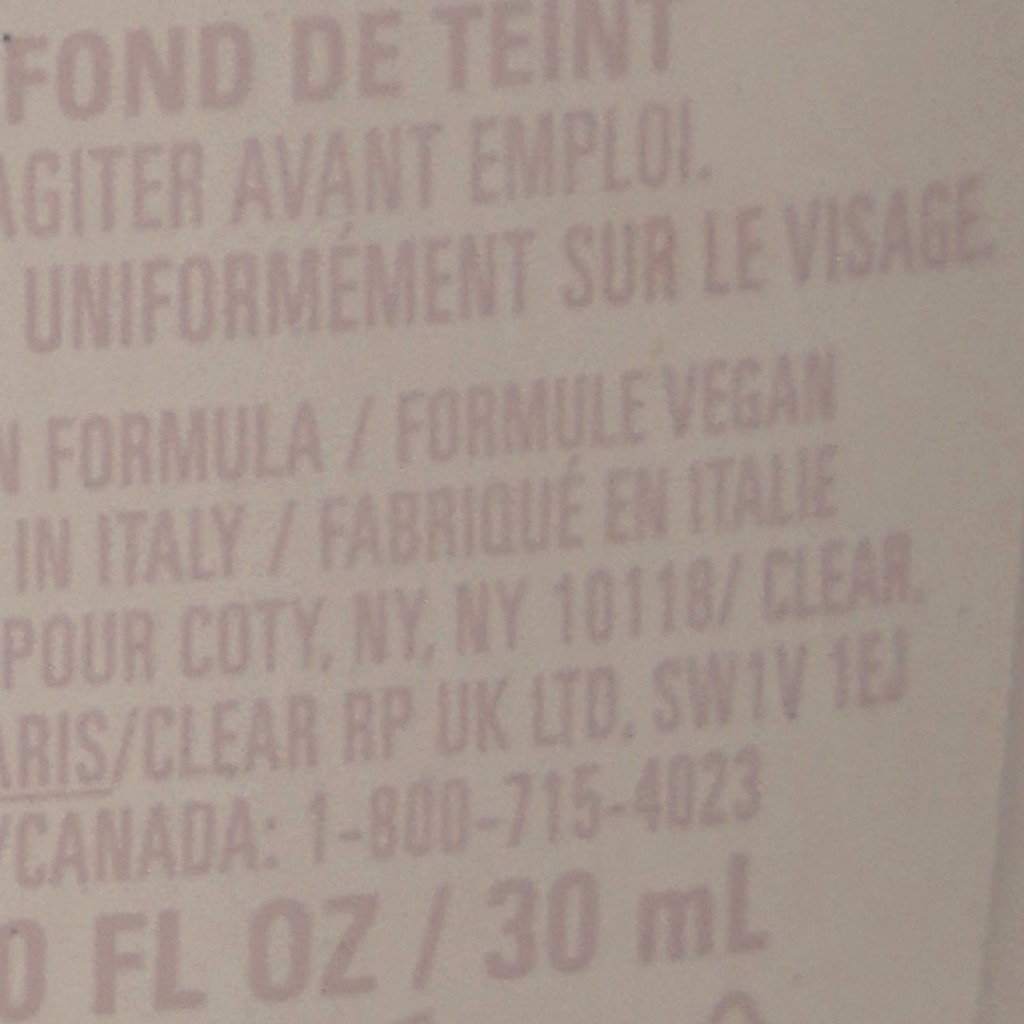 FOND DE TEINT
AGITER AVANT EMPLOI.
UNIFORMÉMENT SUR LE VISAGE.
N FORMULA / FORMULE VEGAN
IN ITALY / FABRIQUÉ EN ITALIE
POUR COTY, NY, NY 10118/ CLEAR.
ARIS/CLEAR RP UK LTD, SW1V 1EJ
/CANADA: 1-800-715-4023
0 FL OZ / 30 mL